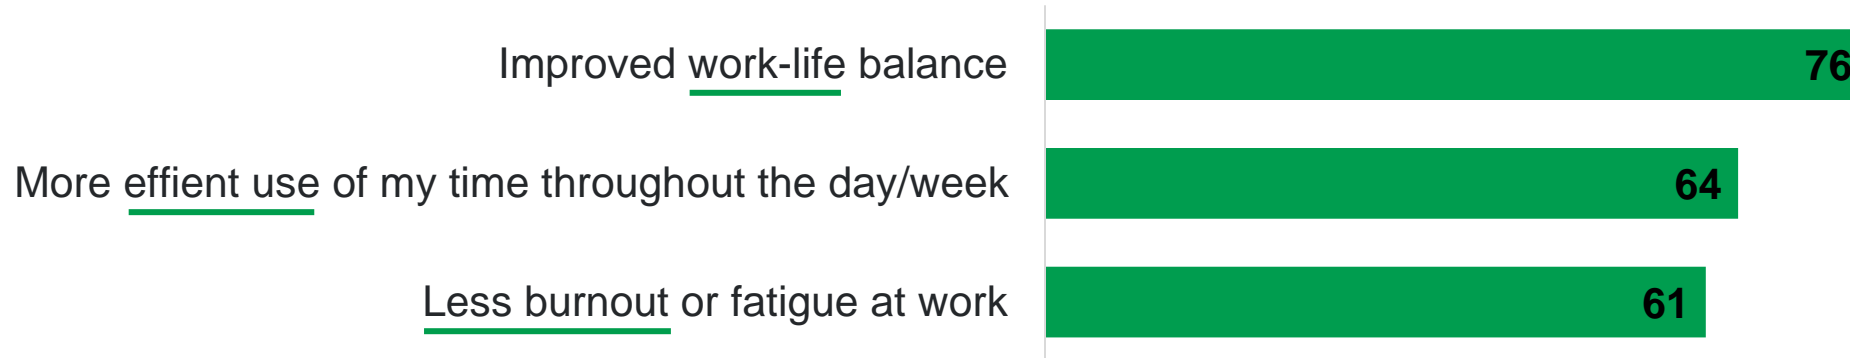 Improved work-life balance 76
More effient use of my time throughout the day/week 64
Less burnout or fatigue at work 61